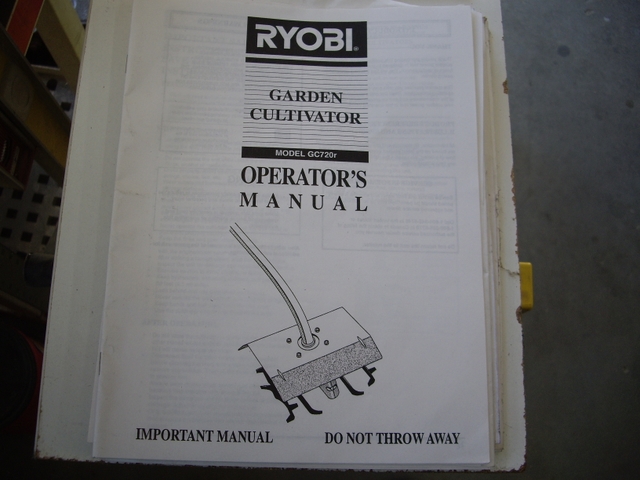 RYOBI®
GARDEN
CULTIVATOR
MODEL GC720r
OPERATOR'S
MANUAL
IMPORTANT MANUAL DO NOT THROW AWAY